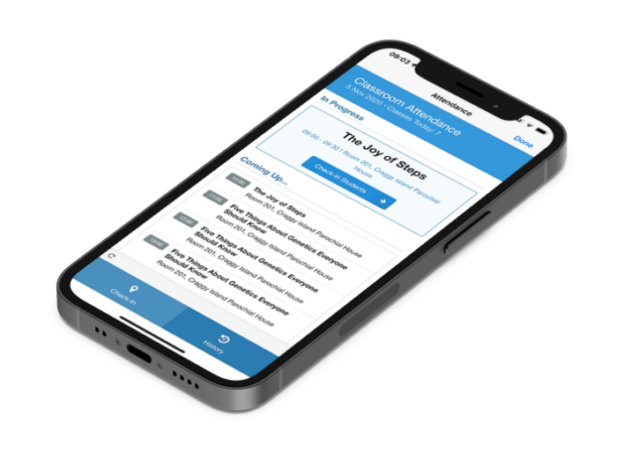 09:03
Attendance
Done
Classroom Attendance
5 Nov 2020 • Classes Today: 7
In Progress
The Joy of Steps
09:00 - 09:30 | Room 201, Craggy Island Parochial
House
Check-in Students
Coming Up...
The Joy of Steps
Room 201, Craggy Island Parochial House
11:00
Five Things About Genetics Everyone
Should Know
Room 201, Craggy Island Parochial House
Five Things About Genetics Everyone
Should Know
Room 201, Craggy Island Parochial House
Five Things About Genetics Everyone
Should Know
Room 201, Craggy Island Parochial House
Check-in
History